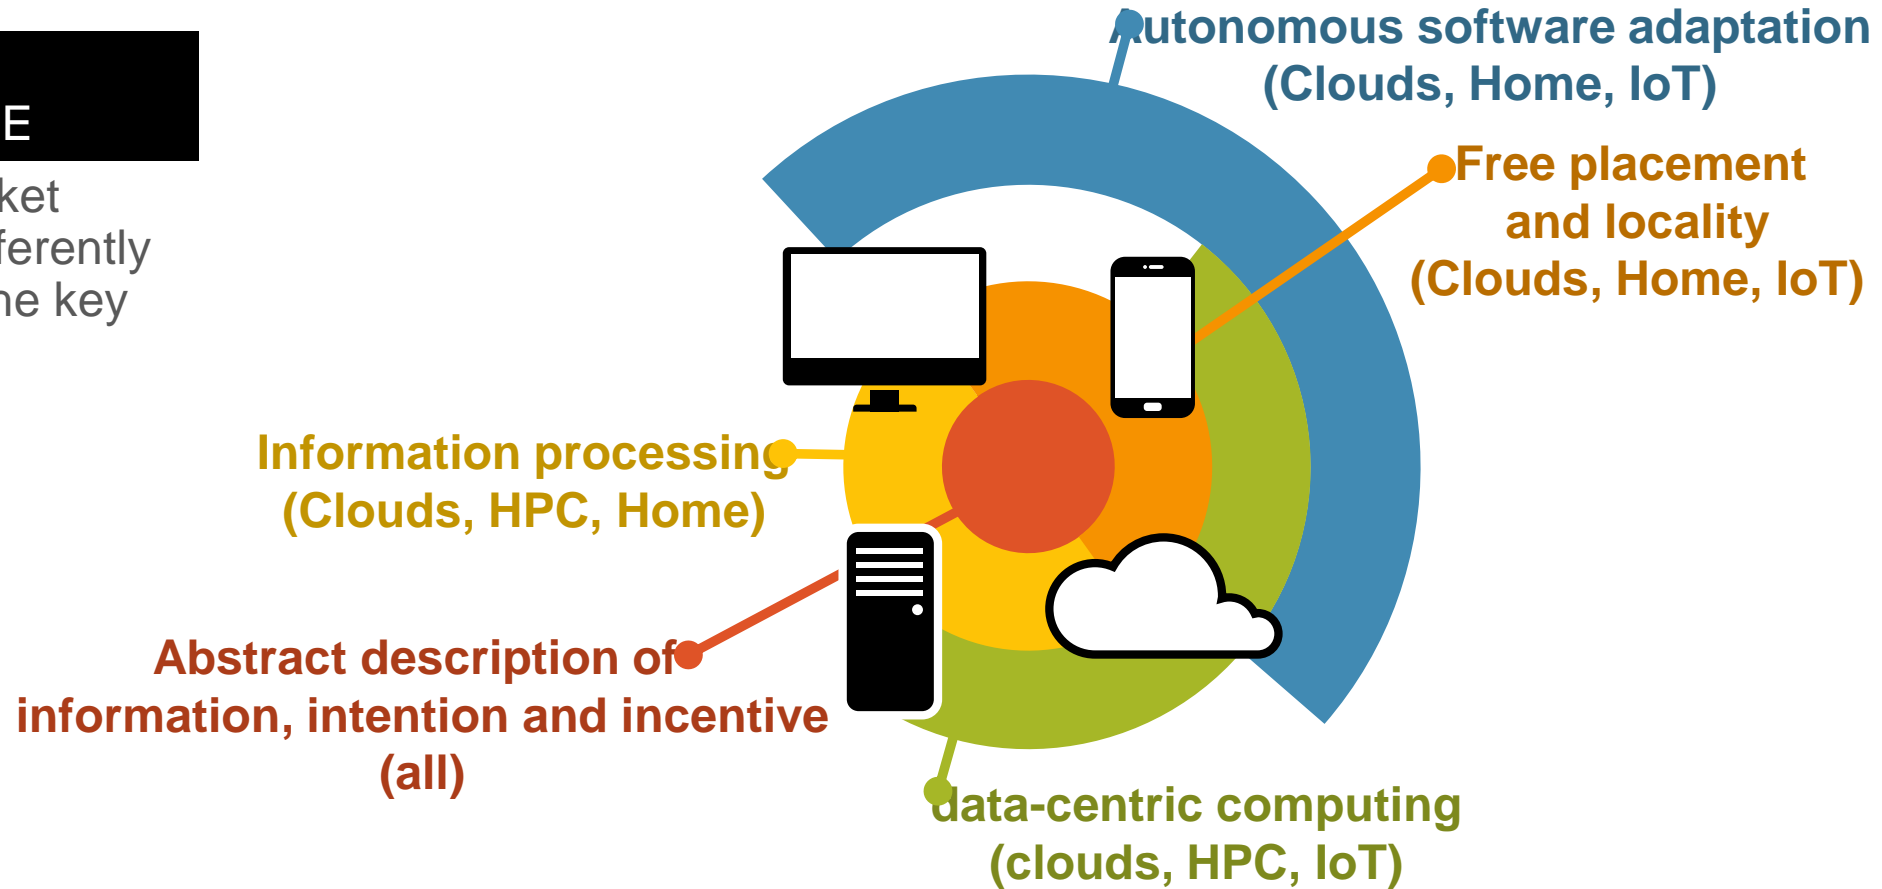 E
ket
ferently
ne key
Autonomous software adaptation
(Clouds, Home, IoT)
Free placement
and locality
(Clouds, Home, IoT)
Information processing
(Clouds, HPC, Home)
Abstract description of
information, intention and incentive
(all)
data-centric computing
(clouds, HPC, IoT)